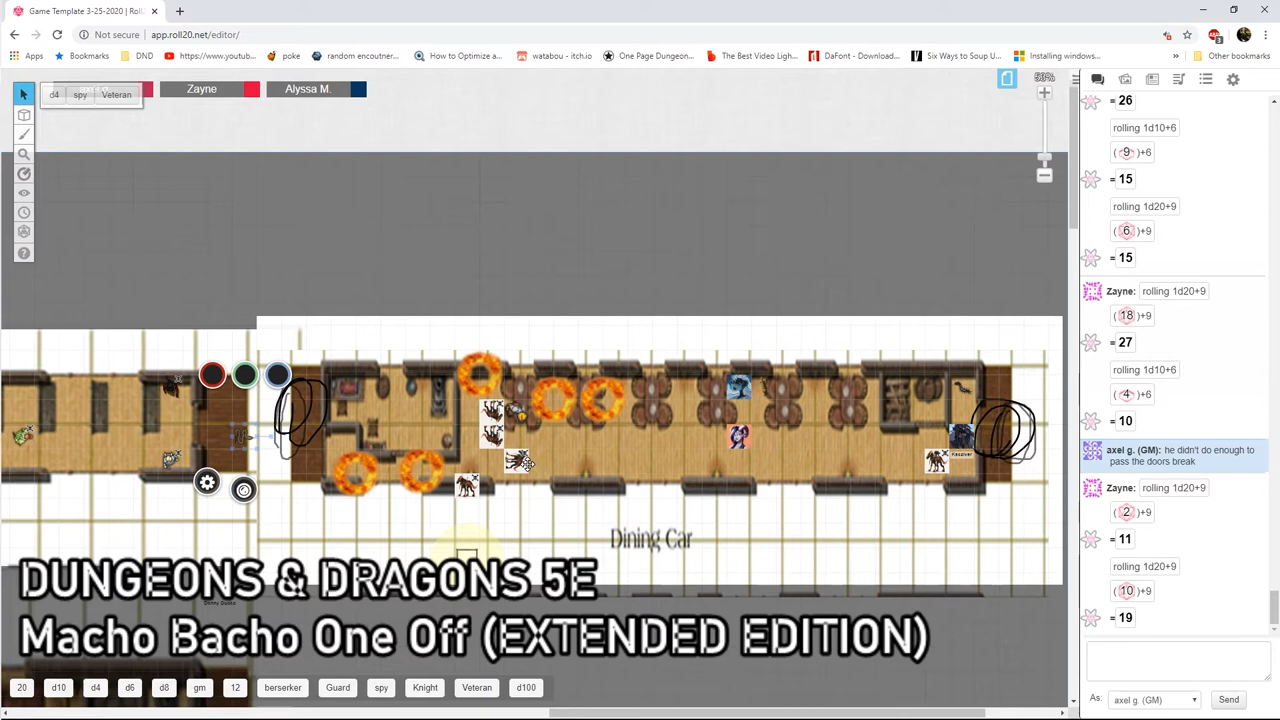 Game Template 3-25-2020 | Roll
Not secure | app.roll20.net/editor/
Apps
Bookmarks
DND
https://www.youtube...
poke
random encoutner...
How to Optimize a...
watabou - itch.io
One Page Dungeon...
The Best Video Ligh...
DaFont - Download...
Six Ways to Soup U...
Installing windows...
Other bookmarks
d4
spy
Veteran
Zayne
Alyssa M.
58%
26
rolling 1d10+6
(9)+6
= 15
rolling 1d20+9
(6)+9
= 15
Zayne: rolling 1d20+9
(18)+9
= 27
rolling 1d10+6
(4)+6
= 10
axel g. (GM): he didn't do enough to
pass the doors break
Zayne: rolling 1d20+9
(2)+9
= 11
rolling 1d20+9
(10)+9
= 19
Dining Car
DUNGEONS & DRAGONS 5E
Macho Bacho One Off (EXTENDED EDITION)
20
d10
d4
d6
d8
gm
12
berserker
Guard
spy
Knight
Veteran
d100
As:
axel g. (GM)
Send